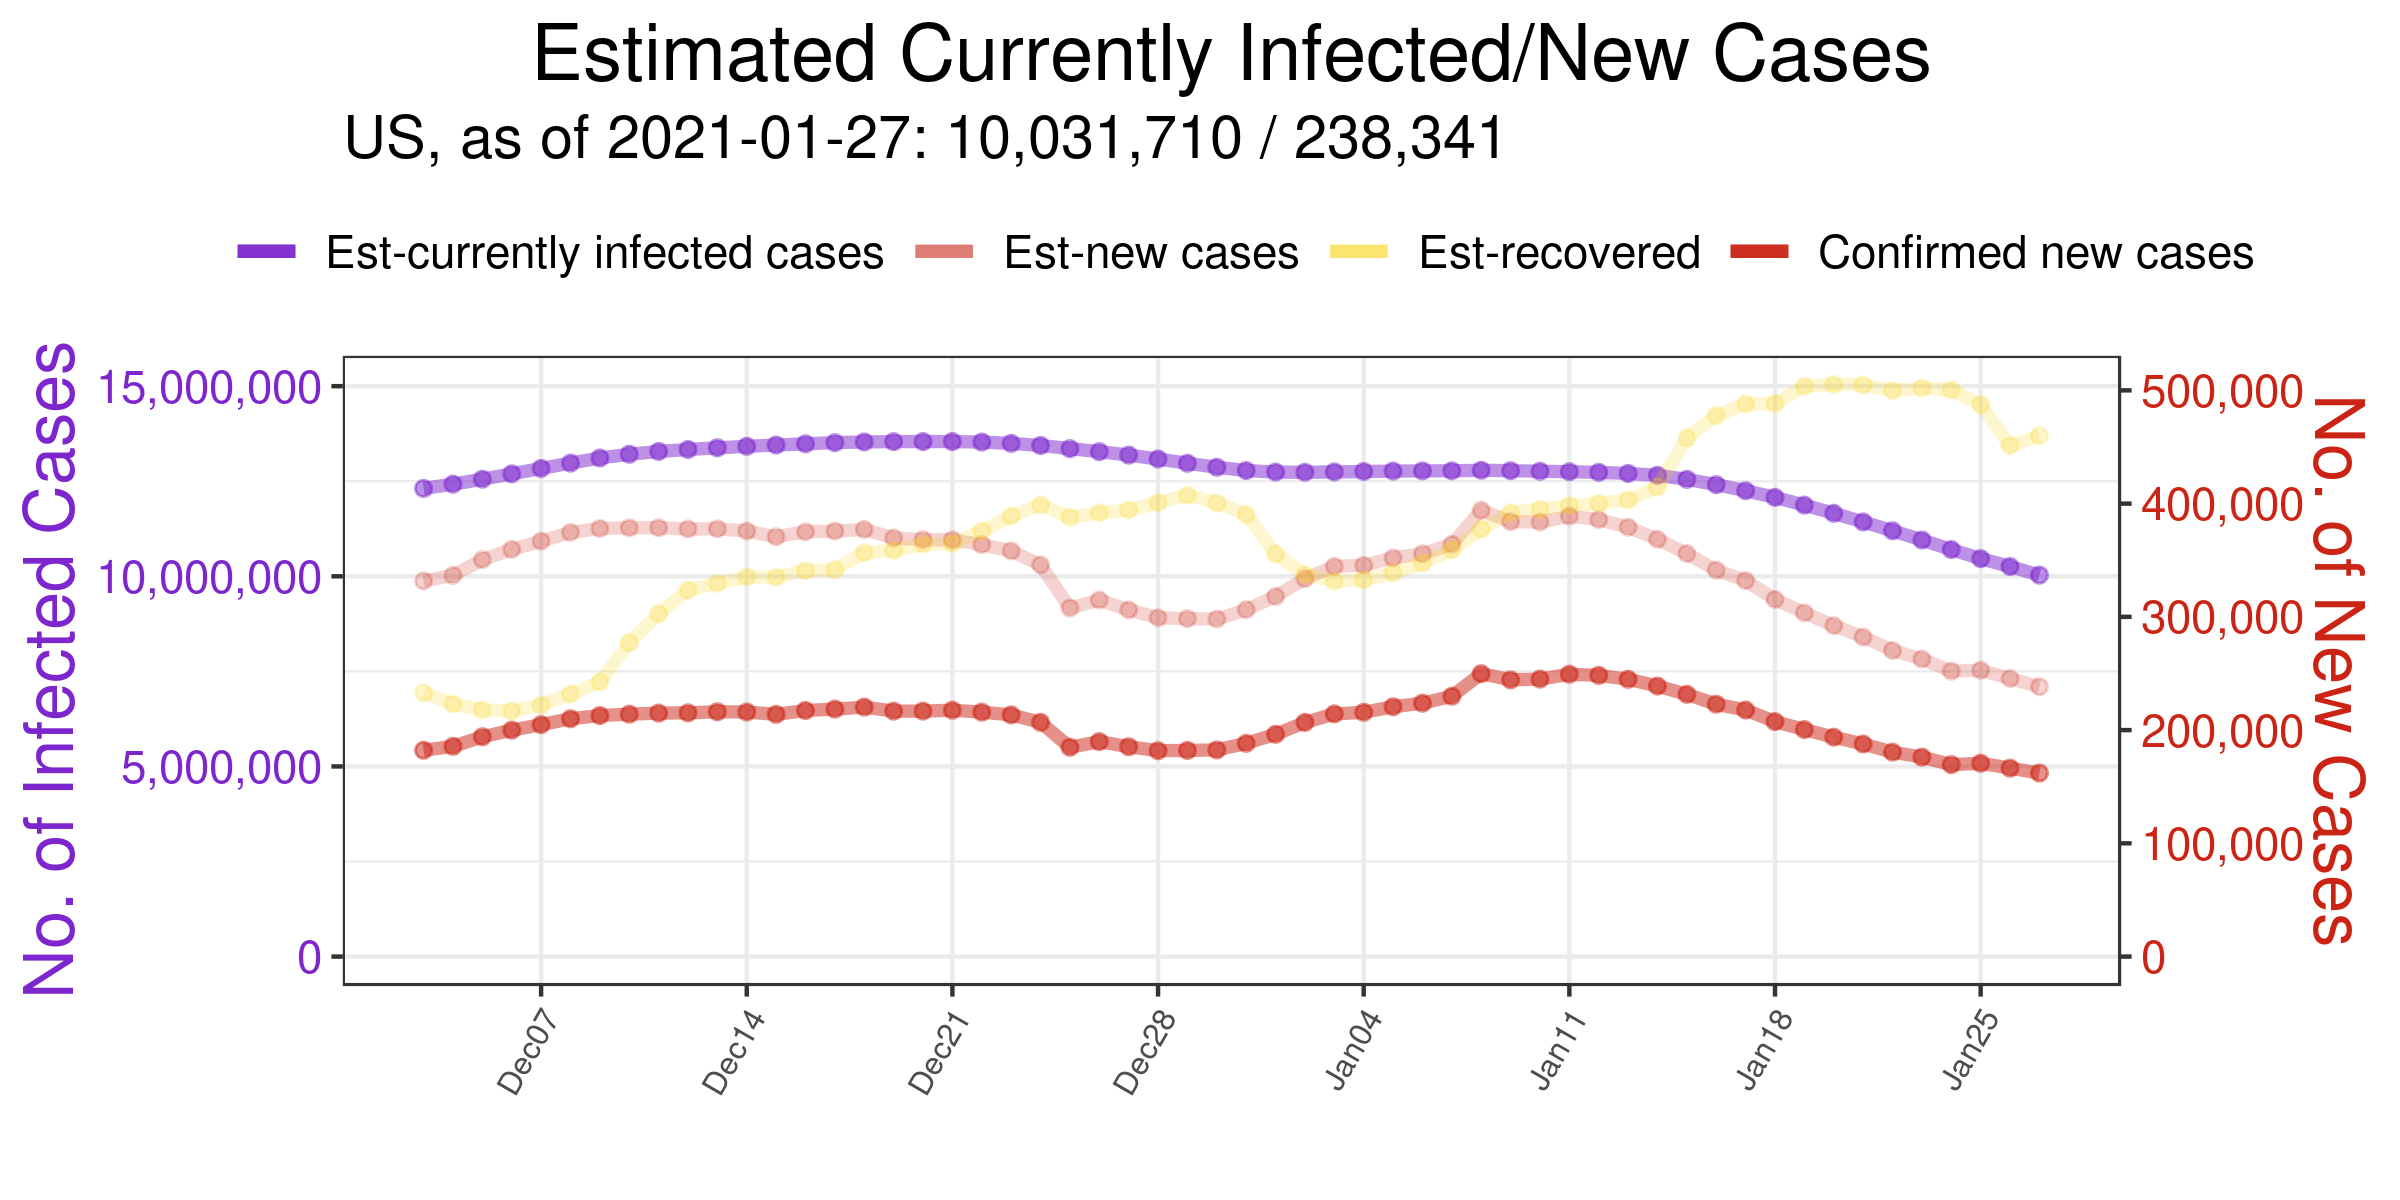 Estimated Currently Infected/New Cases
US, as of 2021-01-27: 10,031,710 / 238,341
Est-currently infected cases Est-new cases Est-recovered Confirmed new cases
No. of Infected Cases
15,000,000
10,000,000
5,000,000
0
500,000
400,000
300,000
200,000
100,000
0
No. of New Cases
Dec07 Dec14 Dec21 Dec28 Jan04 Jan11 Jan18 Jan25